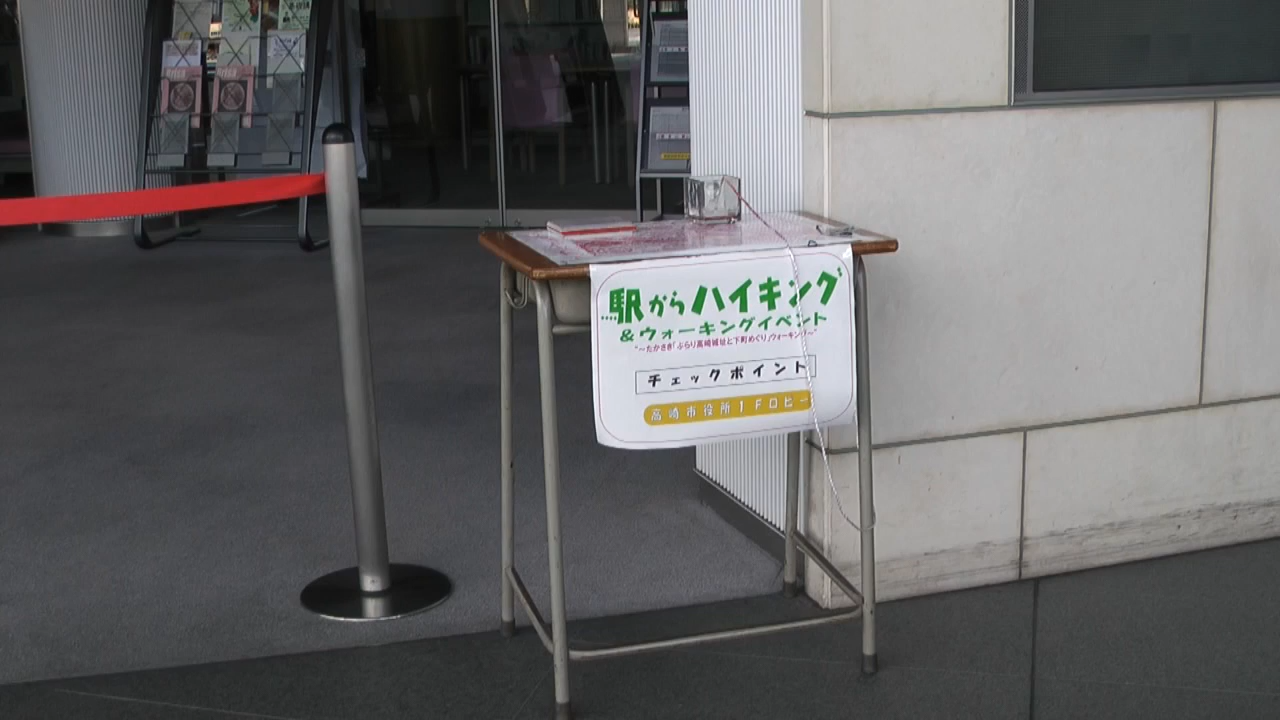 駅からハイキング
&ウォーキングイベント
"～たかさき「ぶらり高崎城址と下町めぐり」ウォーキング～"
チェックポイント
高崎市役所1Fロビー